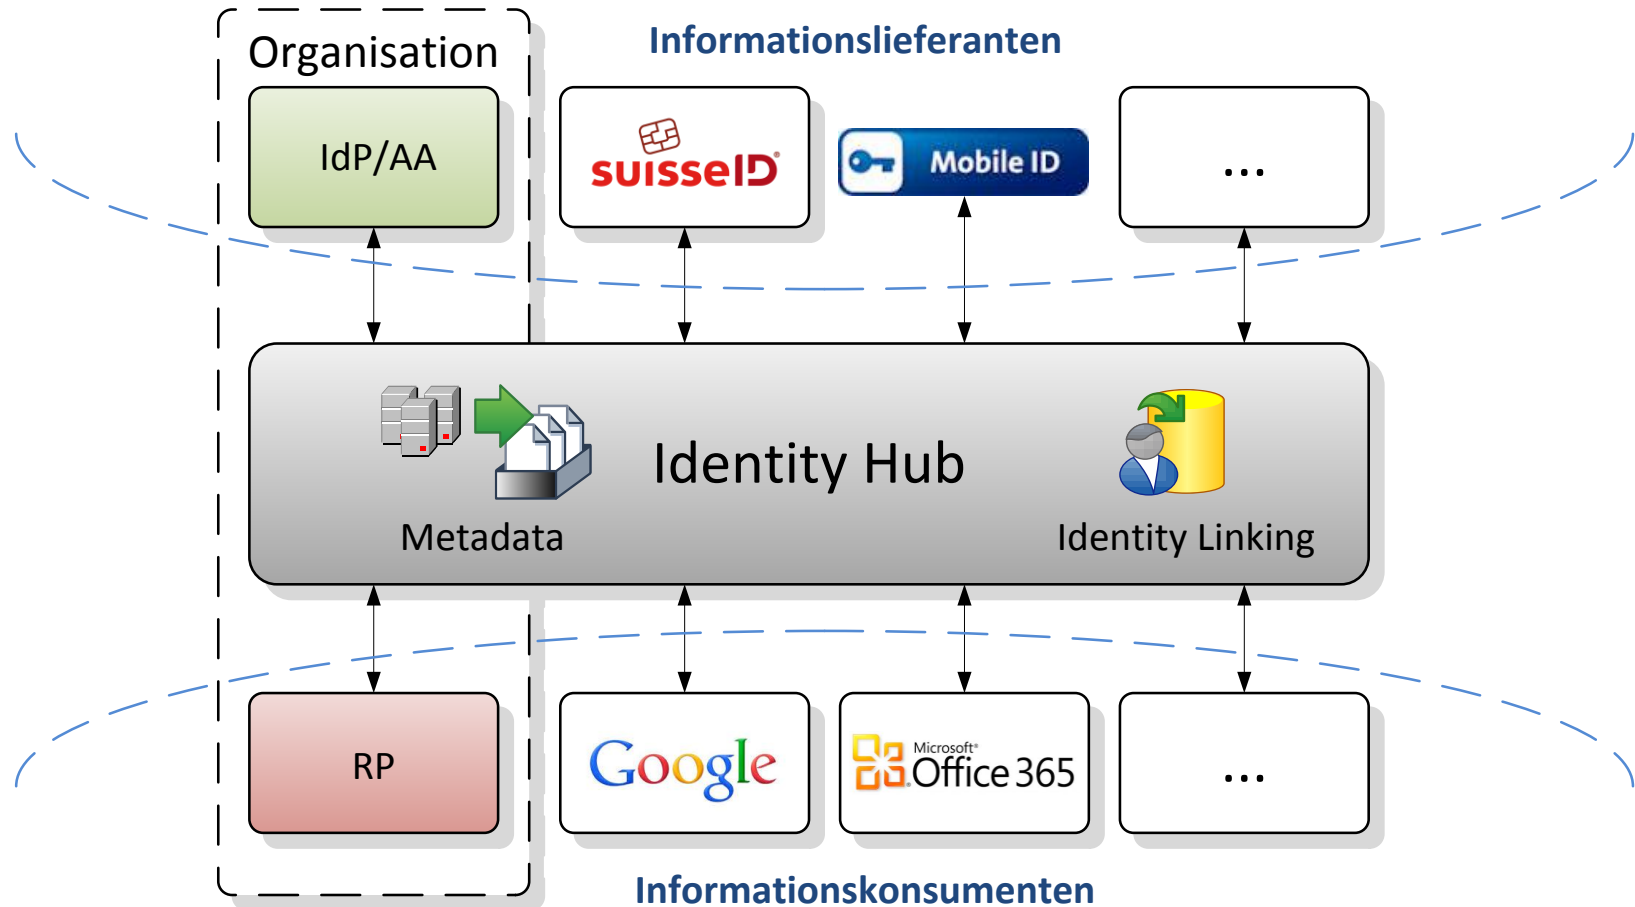 Informationslieferanten
Organisation
IdP/AA
suisseID
Mobile ID
...
Identity Hub
Metadata
Identity Linking
RP
Google
Microsoft®
Office 365
...
Informationskonsumenten